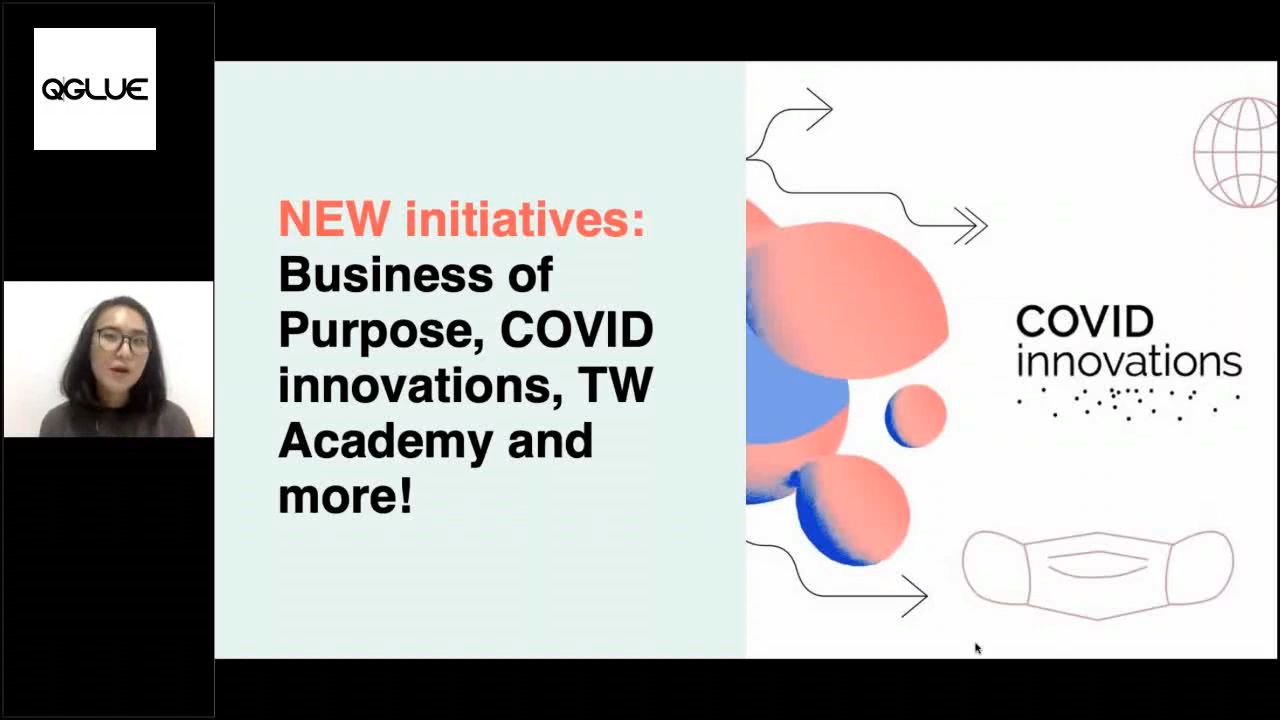 QGLUE
NEW initiatives:
Business of
Purpose, COVID
innovations, TW
Academy and
more!
COVID
innovations